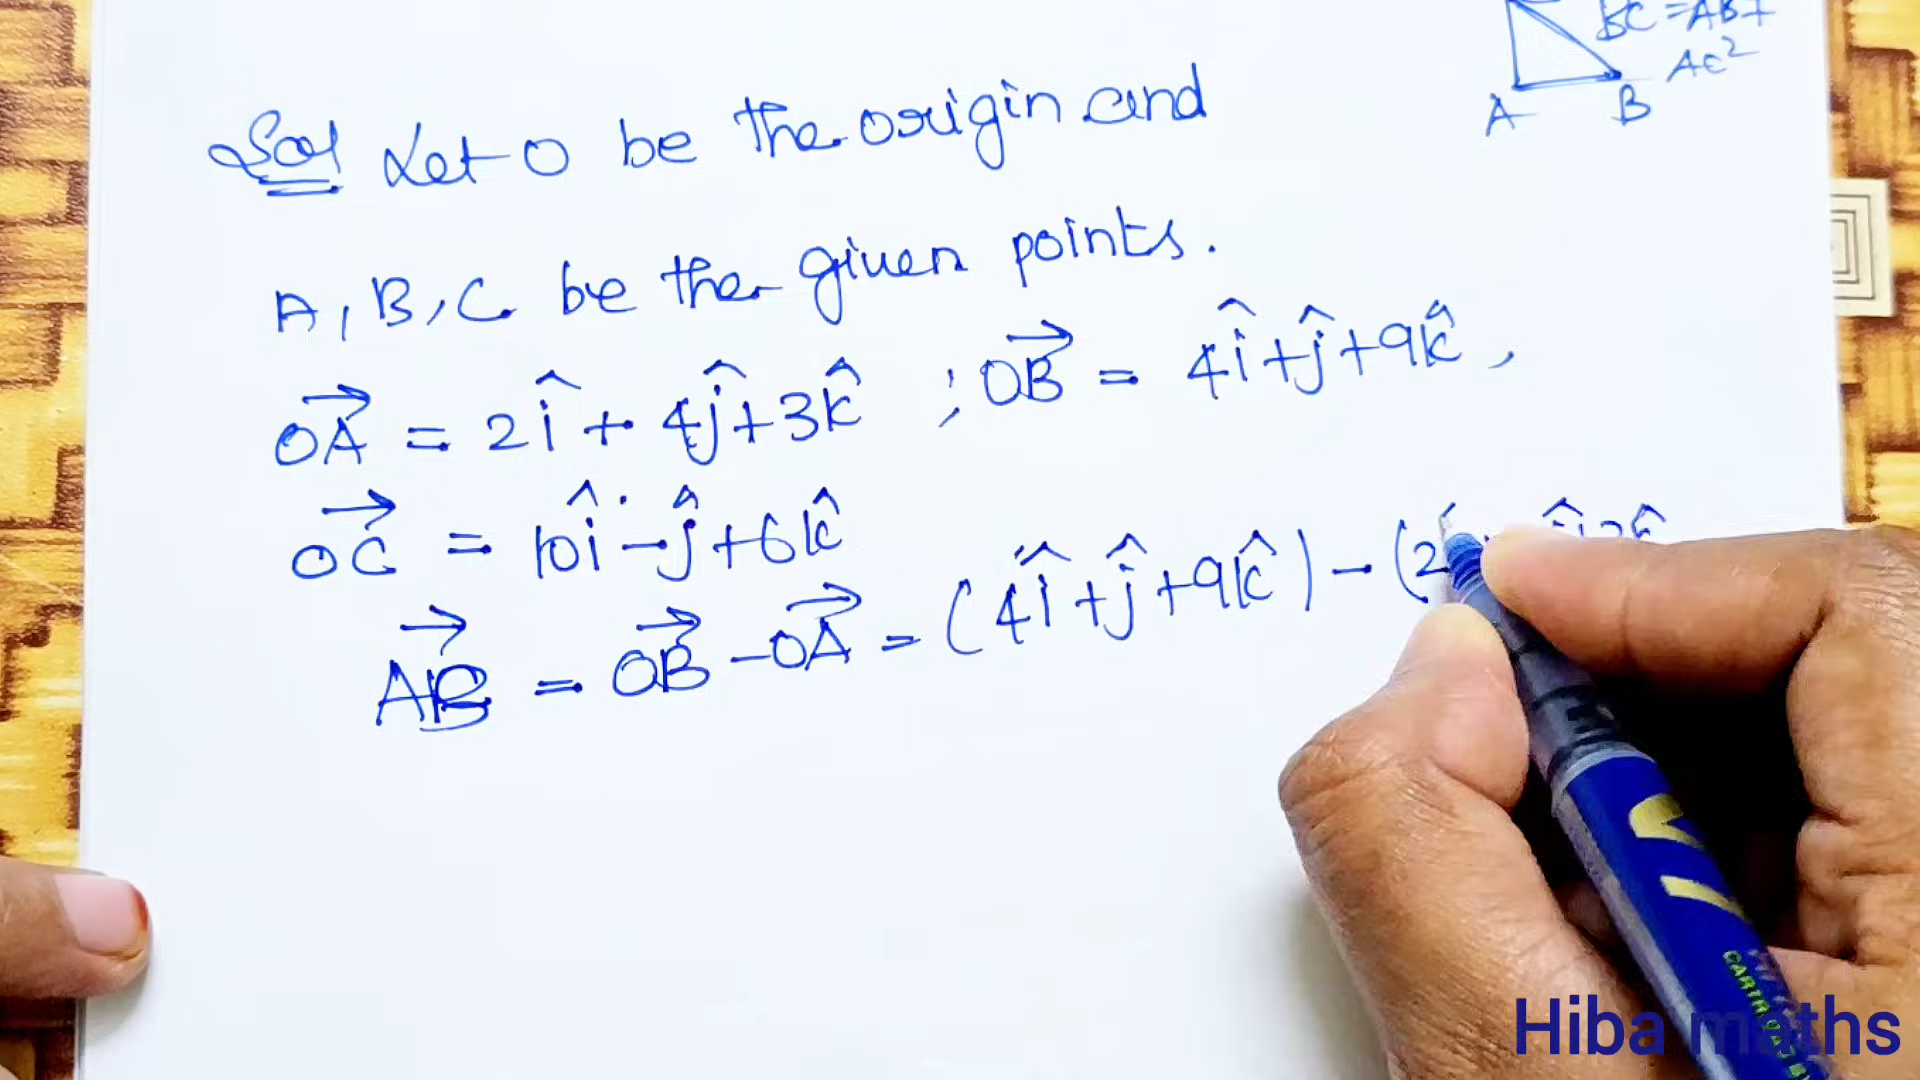 BC = AB +
AC²
A B
Sol Let O be the origin and
A, B, C be the given points.
→OA = 2î + 4ĵ + 3k̂ ; →OB = 4î + ĵ + 9k̂ ,
→OC = 10î - ĵ + 6k̂
→AB = →OB - →OA = (4î + ĵ + 9k̂) - (2
Hiba maths